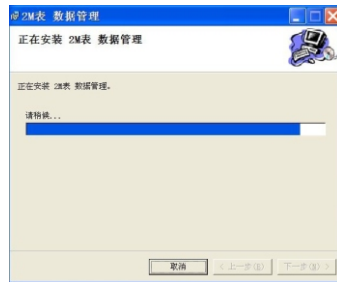 2M表 数据管理
正在安装 2M表 数据管理
正在安装 2M表 数据管理。
请稍候...
取消
< 上一步(B)
下一步(N) >